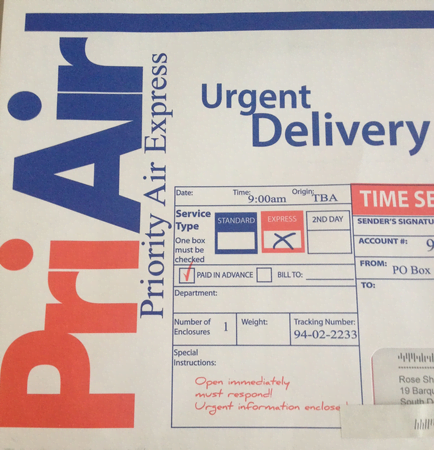 PriAir
Priority Air Express
Urgent
Delivery
Date:
Time: 9:00am
Origin: TBA
Service
Type
One box
must be
checked
STANDARD
EXPRESS
2ND DAY
PAID IN ADVANCE
BILL TO:
Department:
Number of
Enclosures 1
Weight:
Tracking Number:
94-02-2233
Special
Instructions:
Open immediately
must respond!
Urgent information enclose
TIME SE
SENDER'S SIGNATU
ACCOUNT # 9
FROM: PO Box
TO:
Rose Sh
19 Barqu
South D